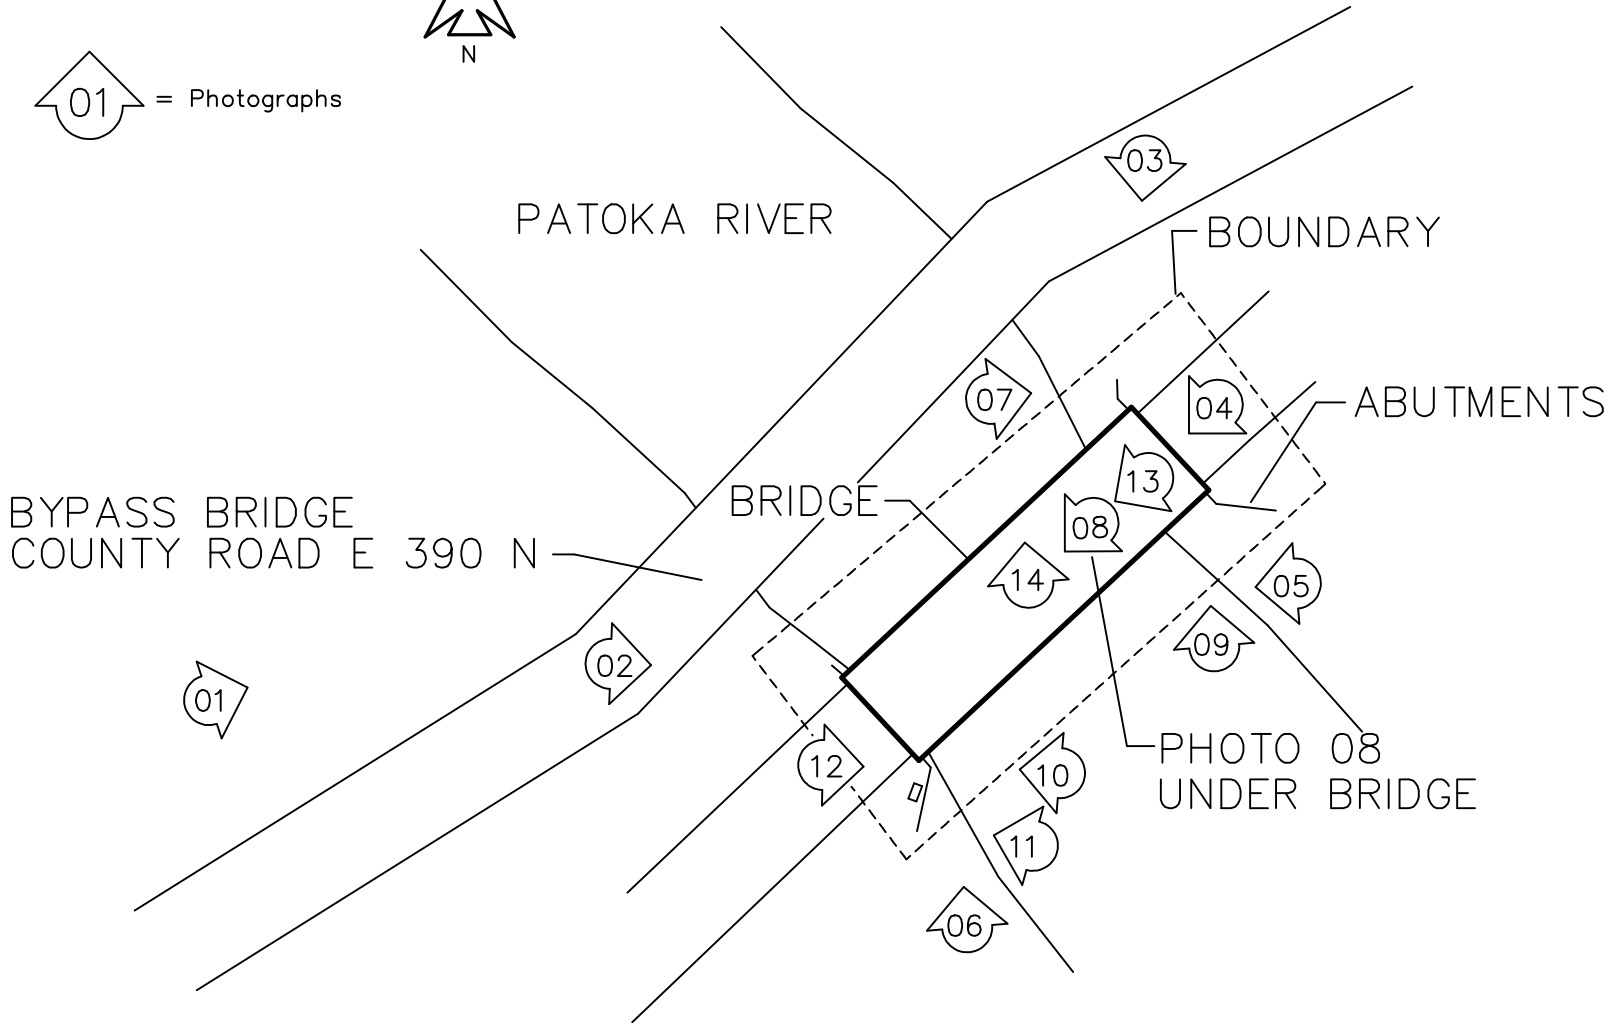 N
01 = Photographs
PATOKA RIVER
03
BOUNDARY
07
04
ABUTMENTS
13
BRIDGE
08
BYPASS BRIDGE
COUNTY ROAD E 390 N
14
05
09
02
01
PHOTO 08
UNDER BRIDGE
12
10
11
06